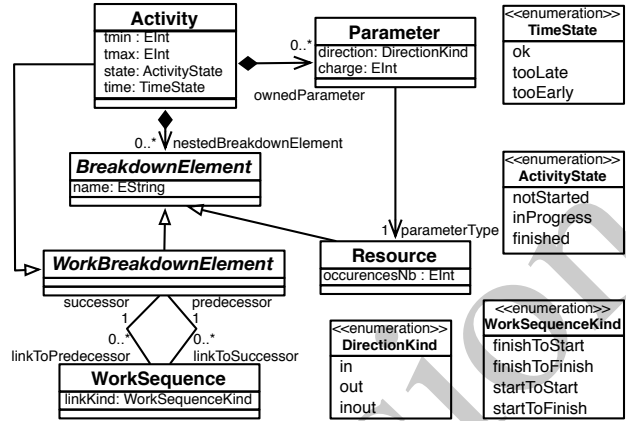 Activity
tmin : EInt
tmax : EInt
state: ActivityState
time: TimeState
0..*
ownedParameter
Parameter
direction: DirectionKind
charge: EInt
<<enumeration>>
TimeState
ok
tooLate
tooEarly
0..*
nestedBreakdownElement
BreakdownElement
name: EString
<<enumeration>>
ActivityState
notStarted
inProgress
finished
1
parameterType
Resource
occurencesNb : EInt
WorkBreakdownElement
successor
predecessor
1
1
0..*
0..*
linkToPredecessor
linkToSuccessor
WorkSequence
linkKind: WorkSequenceKind
<<enumeration>>
DirectionKind
in
out
inout
<<enumeration>>
WorkSequenceKind
finishToStart
finishToFinish
startToStart
startToFinish